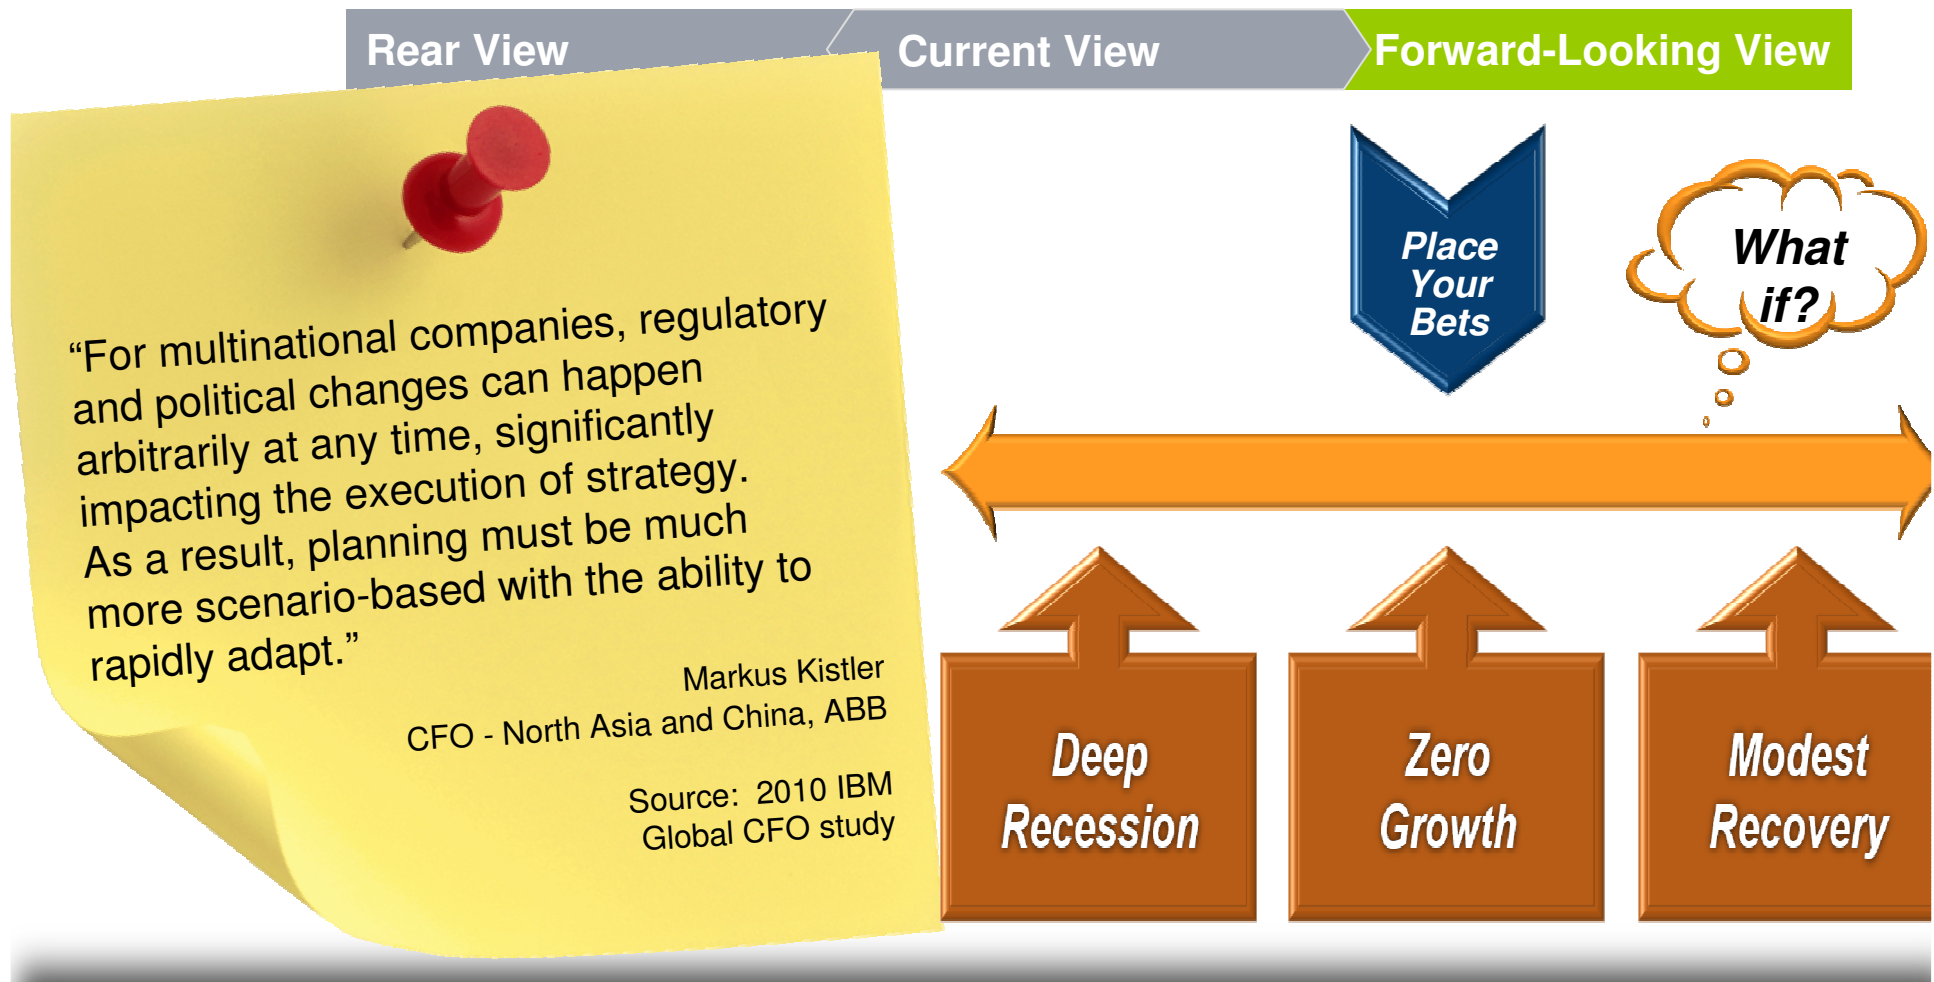 Rear View
Current View
Forward-Looking View
Place
Your
Bets
What
if?
“For multinational companies, regulatory
and political changes can happen
arbitrarily at any time, significantly
impacting the execution of strategy.
As a result, planning must be much
more scenario-based with the ability to
rapidly adapt.”
Markus Kistler
CFO - North Asia and China, ABB
Source:  2010 IBM
Global CFO study
Deep
Recession
Zero
Growth
Modest
Recovery